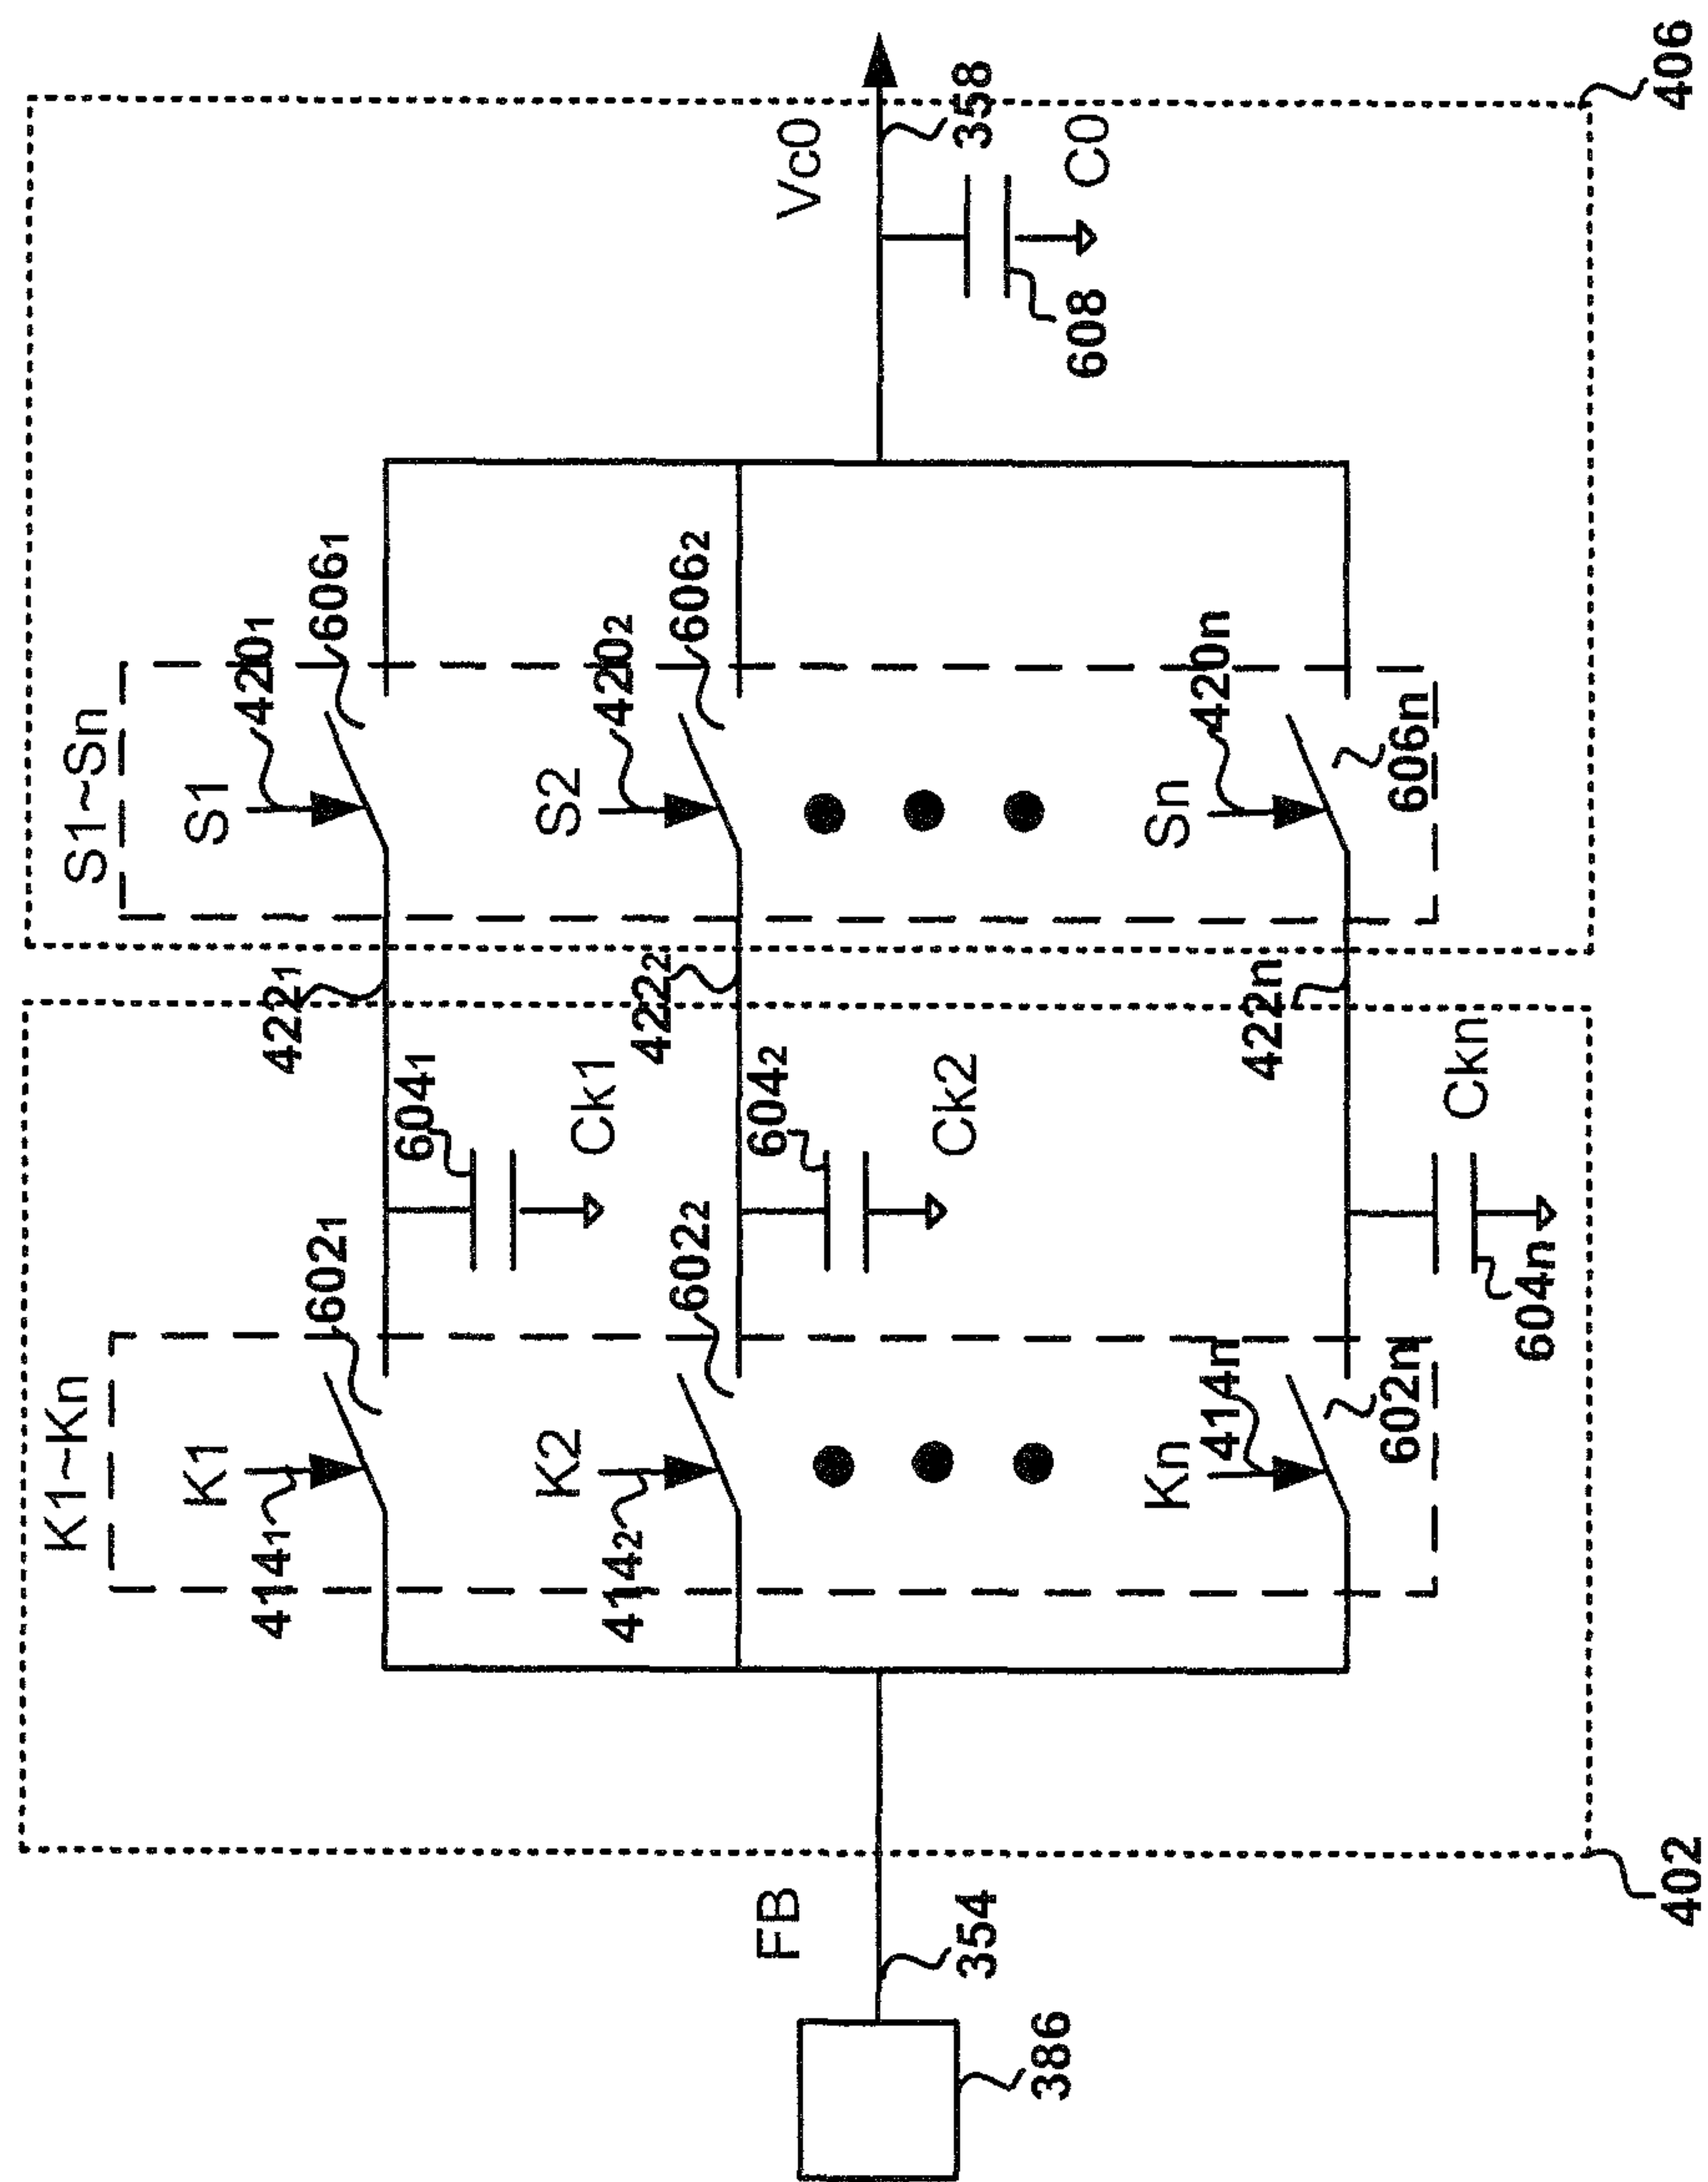 406
S1~Sn
420₁
606₁
S1
420₂
606₂
S2
420n
606n
Sn
Vc0
358
C0
608
422₁
422₂
422n
K1~Kn
414₁
602₁
K1
604₁
Ck1
414₂
602₂
K2
604₂
Ck2
414n
602n
Kn
604n
Ckn
FB
354
386
402